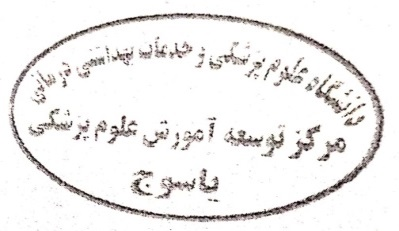 دانشگاه علوم پزشکی و خدمات بهداشتی درمانی
مرکز توسعه آموزش علوم پزشکی
یاسوج